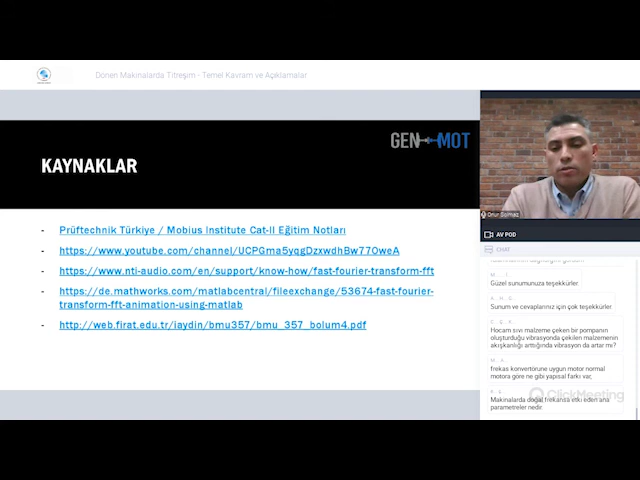 Dönen Makinalarda Titreşim - Temel Kavram ve Açıklamalar
GEN MOT
KAYNAKLAR
- Prüftechnik Türkiye / Mobius Institute Cat-II Eğitim Notları
- https://www.youtube.com/channel/UCPGma5yqgDzxwdhBw77OweA
- https://www.nti-audio.com/en/support/know-how/fast-fourier-transform-fft
- https://de.mathworks.com/matlabcentral/fileexchange/53674-fast-fourier-
transform-fft-animation-using-matlab
- http://web.firat.edu.tr/iaydin/bmu357/bmu_357_bolum4.pdf
Onur Solmaz
AV POD
CHAT
Güzel sunumunuza teşekkürler.
Sunum ve cevaplarınız için çok teşekkürler.
Hocam sıvı malzeme çeken bir pompanın
oluşturduğu vibrasyonda çekilen malzemenin
akışkanlığı arttığında vibrasyon da artar mı?
frekas konvertörüne uygun motor normal
motora göre ne gibi yapısal farkı var,
ClickMeeting
Makinalarda doğal frekansa etki eden ana
parametreler nedir.